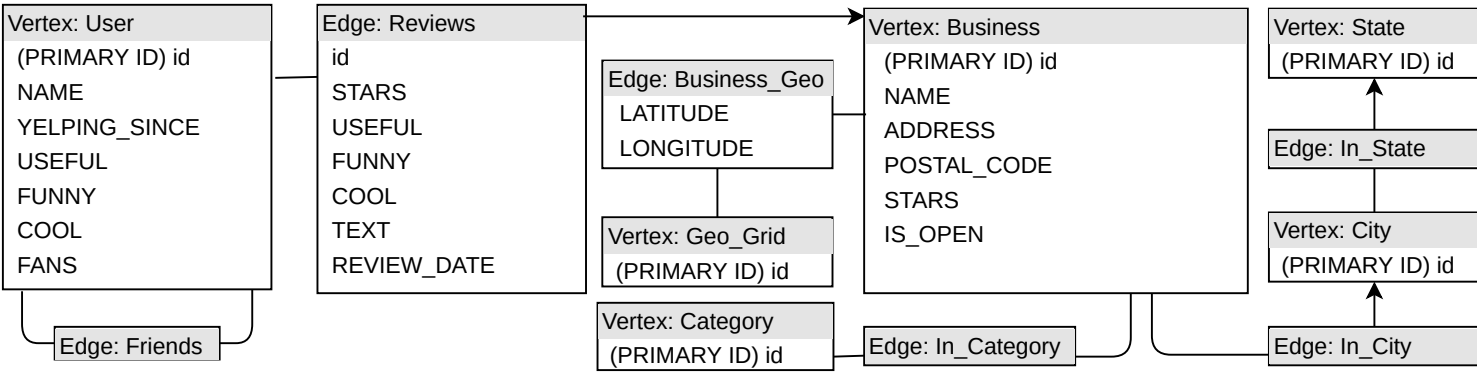 Vertex: User
(PRIMARY ID) id
NAME
YELPING_SINCE
USEFUL
FUNNY
COOL
FANS
Edge: Friends
Edge: Reviews
id
STARS
USEFUL
FUNNY
COOL
TEXT
REVIEW_DATE
Edge: Business_Geo
LATITUDE
LONGITUDE
Vertex: Geo_Grid
(PRIMARY ID) id
Vertex: Category
(PRIMARY ID) id
Vertex: Business
(PRIMARY ID) id
NAME
ADDRESS
POSTAL_CODE
STARS
IS_OPEN
Edge: In_Category
Vertex: State
(PRIMARY ID) id
Edge: In_State
Vertex: City
(PRIMARY ID) id
Edge: In_City